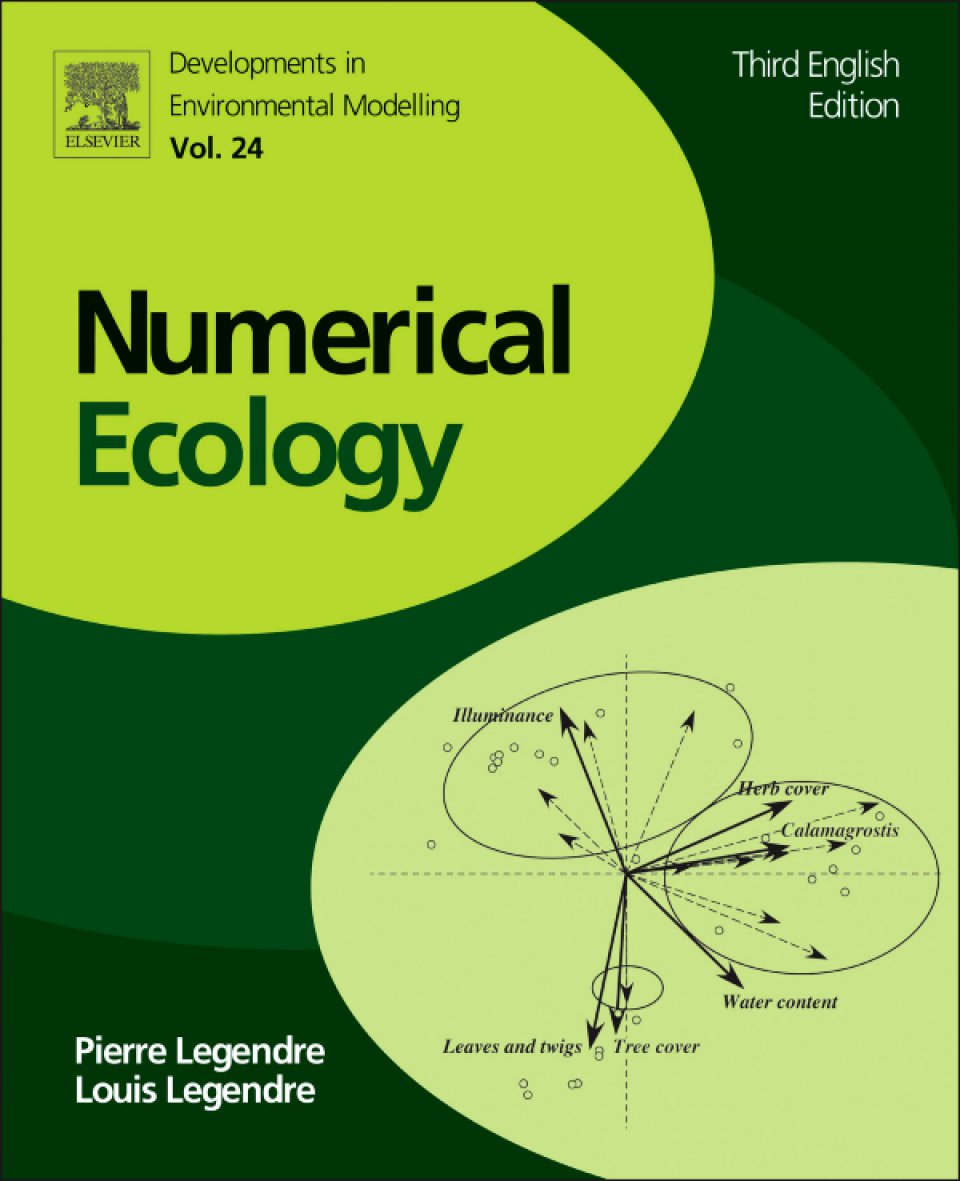 Developments in
Environmental Modelling
Vol. 24
ELSEVIER
Third English
Edition
Numerical
Ecology
Illuminance
Herb cover
Calamagrostis
Water content
Leaves and twigs
Tree cover
Pierre Legendre
Louis Legendre